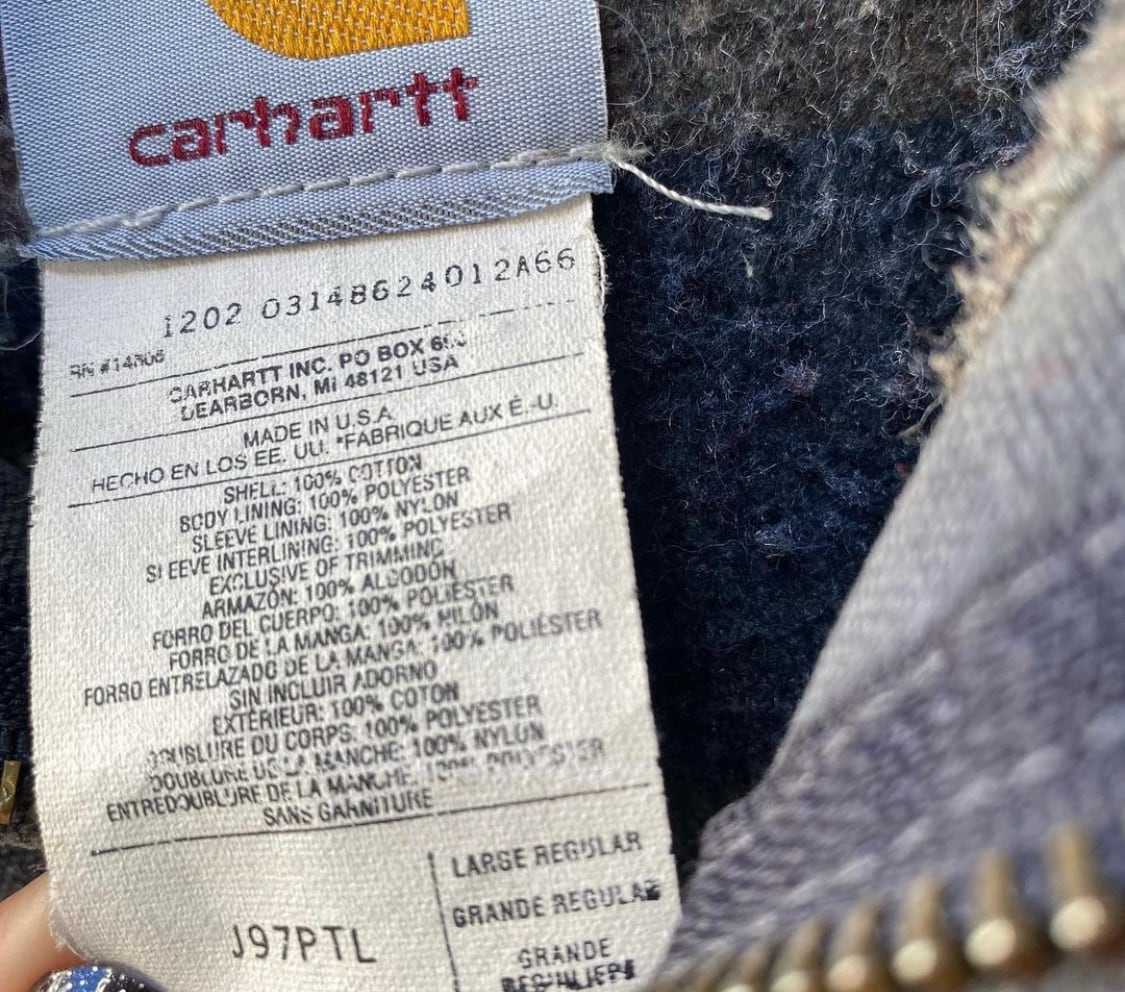 carhartt
1202 03148624012A66
RN #14806
CARHARTT INC. PO BOX
DEARBORN, MI 48121 USA
MADE IN U.S.A.
HECHO EN LOS EE. UU. *FABRIQUE AUX É.-U.
SHELL: 100% COTTON
BODY LINING: 100% POLYESTER
SLEEVE LINING: 100% NYLON
SLEEVE INTERLINING: 100% POLYESTER
EXCLUSIVE OF TRIMMING
ARMAZÓN: 100% ALGODÓN
FORRO DEL CUERPO: 100% POLIÉSTER
FORRO DE LA MANGA: 100% NILÓN
FORRO ENTRELAZADO DE LA MANGA: 100% POLIÉSTER
SIN INCLUIR ADORNO
EXTÉRIEUR: 100% COTON
DOUBLURE DU CORPS: 100% POLYESTER
DOUBLURE DE LA MANCHE: 100% NYLON
ENTREDOUBLURE DE LA MANCHE: 100% POLYESTER
SANS GARNITURE
J97PTL
LARGE REGULAR
GRANDE REGULAR
GRANDE
REGULIERE